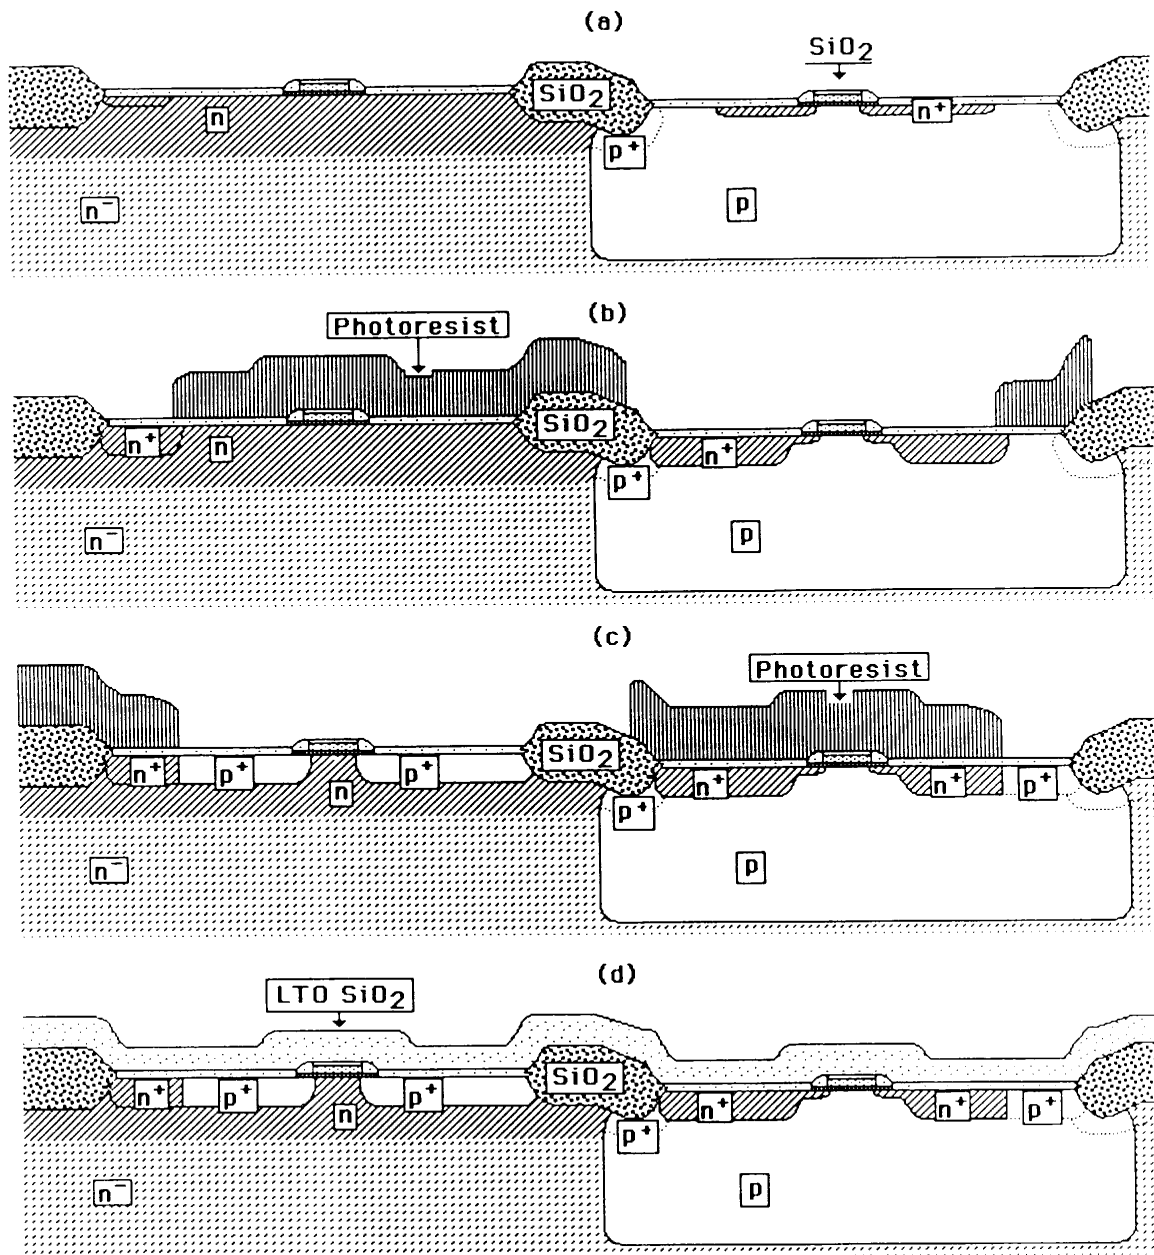 (a)
SiO2
SiO2
n
n+
p+
n−
p
(b)
Photoresist
SiO2
n+
n
n+
p+
n−
p
(c)
Photoresist
SiO2
n+
p+
p+
n
n+
n+
p+
p+
n−
p
(d)
LTO SiO2
SiO2
n+
p+
p+
n
n+
n+
p+
p+
n−
p